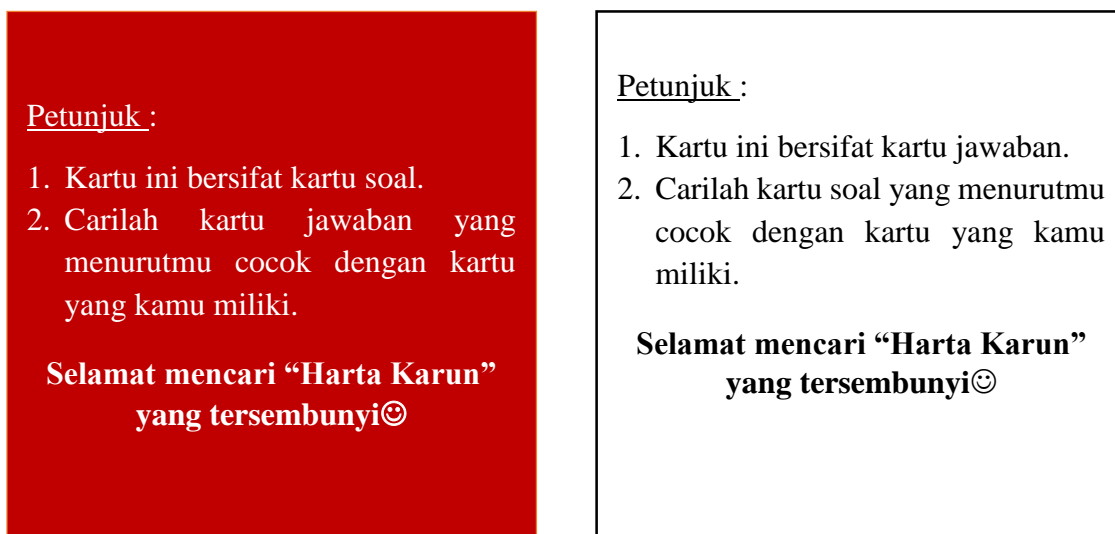 Petunjuk :
1. Kartu ini bersifat kartu soal.
2. Carilah kartu jawaban yang
menurutmu cocok dengan kartu
yang kamu miliki.
Selamat mencari “Harta Karun”
yang tersembunyi☺
Petunjuk :
1. Kartu ini bersifat kartu jawaban.
2. Carilah kartu soal yang menurutmu
cocok dengan kartu yang kamu
miliki.
Selamat mencari “Harta Karun”
yang tersembunyi☺